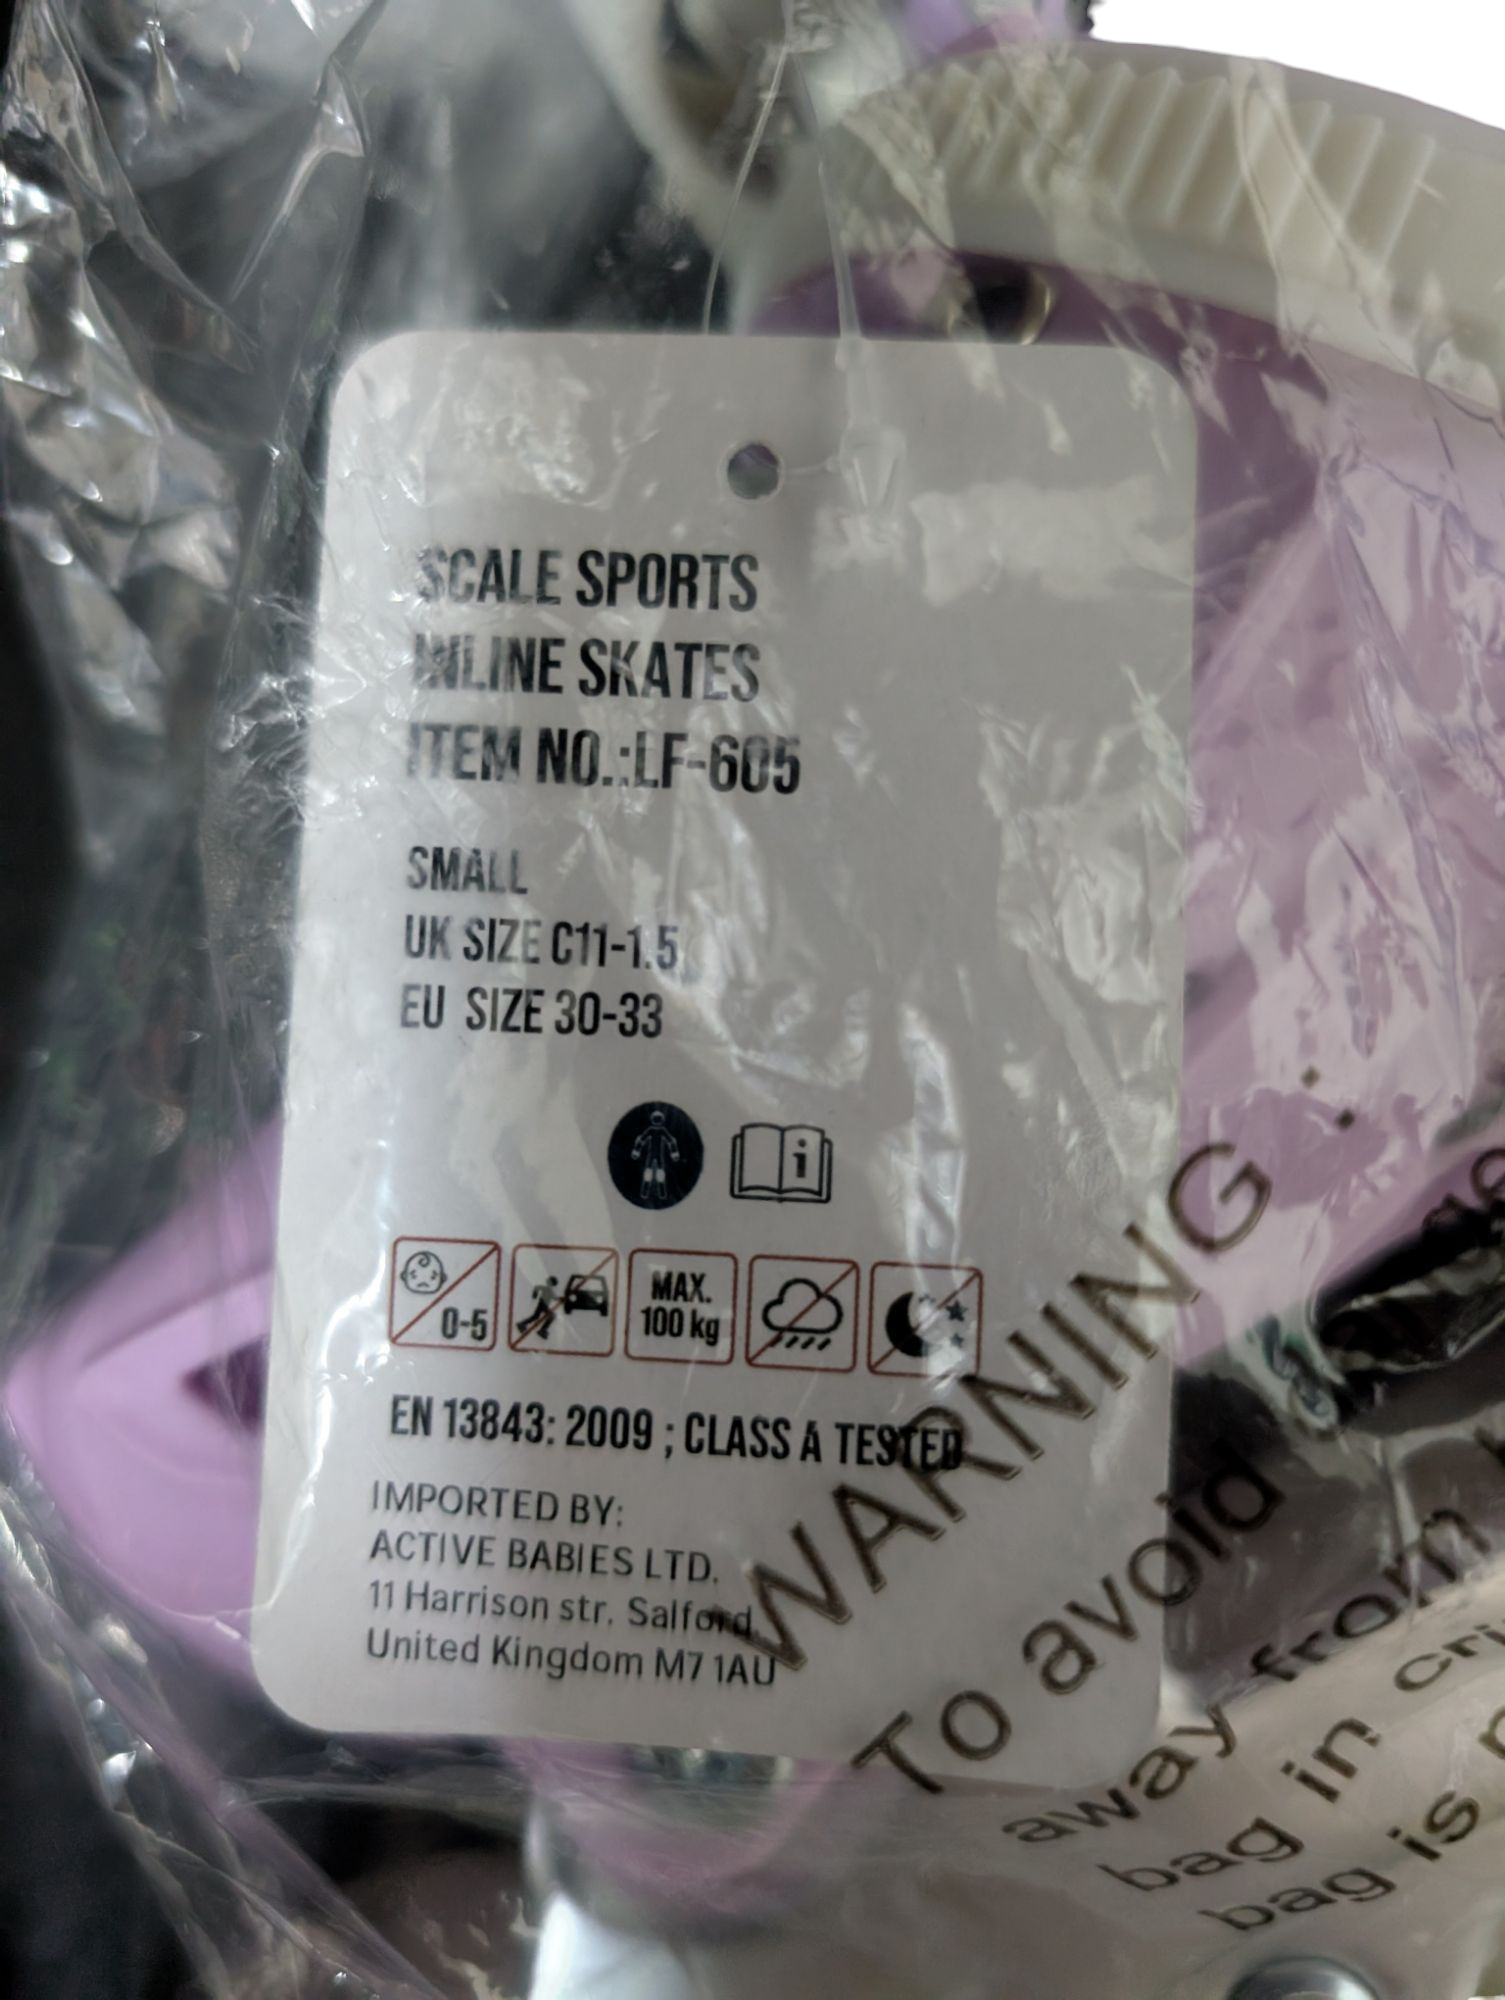 SCALE SPORTS
INLINE SKATES
ITEM NO.:LF-605
SMALL
UK SIZE C11-1.5
EU SIZE 30-33
i
0-5
MAX.
100 kg
EN 13843: 2009 ; CLASS A TESTED
IMPORTED BY:
ACTIVE BABIES LTD.
11 Harrison str. Salford,
United Kingdom M7 1AU
WARNING :
To avoid
away from
bag in
bag is